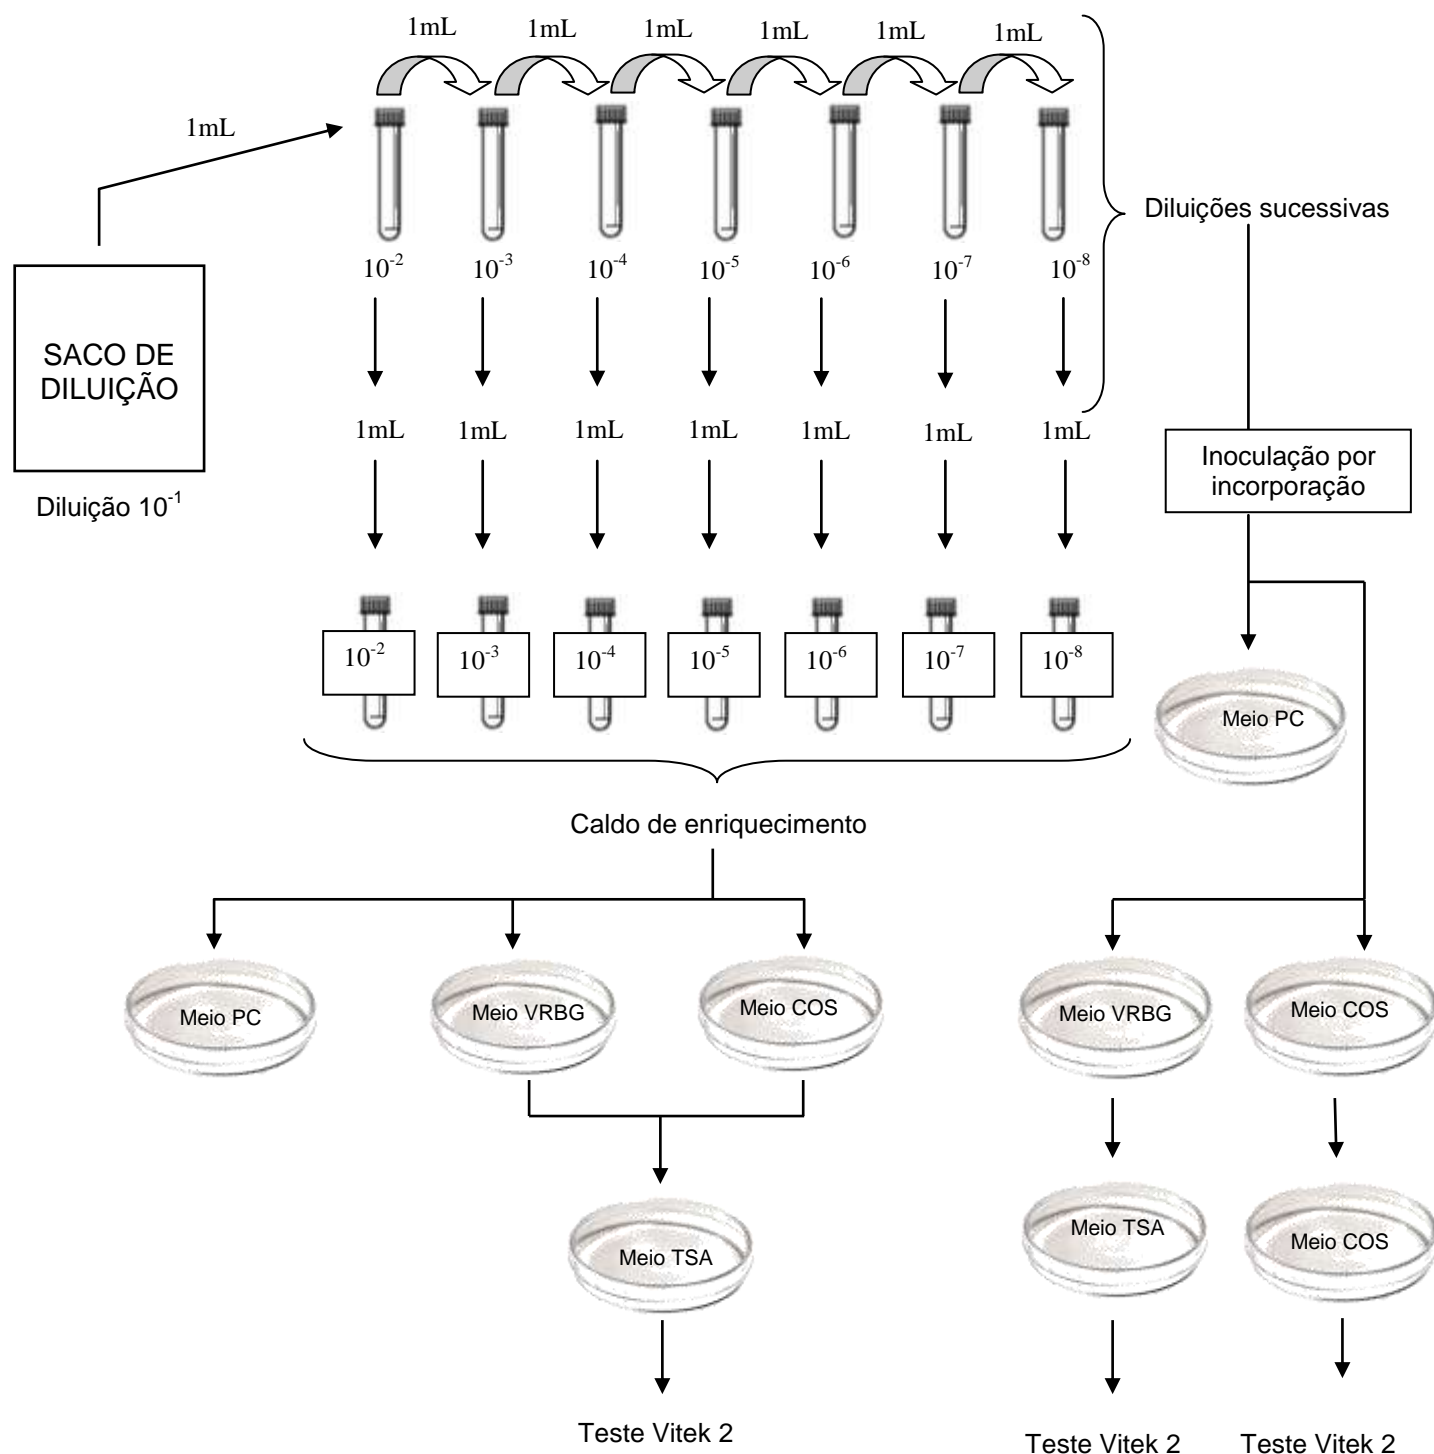 1mL 1mL 1mL 1mL 1mL 1mL
1mL
Diluições sucessivas
10⁻² 10⁻³ 10⁻⁴ 10⁻⁵ 10⁻⁶ 10⁻⁷ 10⁻⁸
SACO DE
DILUIÇÃO
Diluição 10⁻¹
1mL 1mL 1mL 1mL 1mL 1mL 1mL
Inoculação por
incorporação
10⁻² 10⁻³ 10⁻⁴ 10⁻⁵ 10⁻⁶ 10⁻⁷ 10⁻⁸
Meio PC
Caldo de enriquecimento
Meio PC Meio VRBG Meio COS Meio VRBG Meio COS
Meio TSA Meio TSA Meio COS
Teste Vitek 2 Teste Vitek 2 Teste Vitek 2